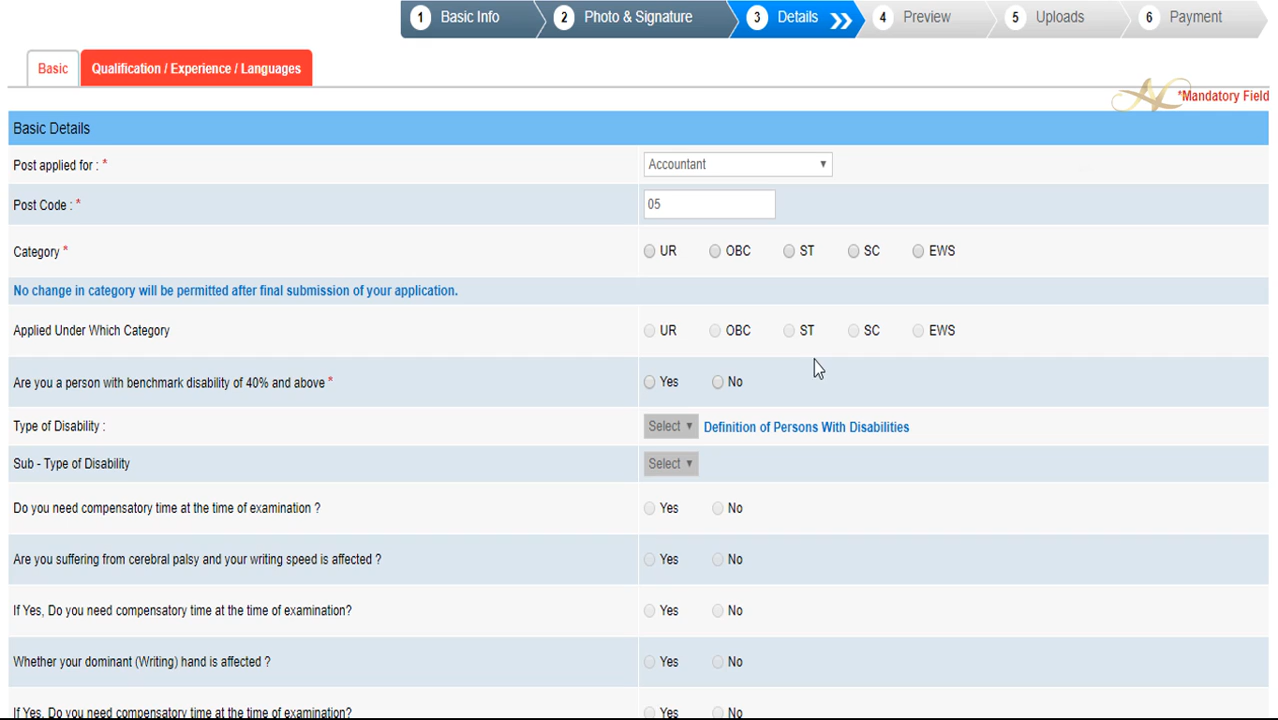 1 Basic Info 2 Photo & Signature 3 Details 4 Preview 5 Uploads 6 Payment
Basic Qualification / Experience / Languages
*Mandatory Field
Basic Details
Post applied for : * Accountant
Post Code : * 05
Category * UR OBC ST SC EWS
No change in category will be permitted after final submission of your application.
Applied Under Which Category UR OBC ST SC EWS
Are you a person with benchmark disability of 40% and above * Yes No
Type of Disability : Select Definition of Persons With Disabilities
Sub - Type of Disability Select
Do you need compensatory time at the time of examination ? Yes No
Are you suffering from cerebral palsy and your writing speed is affected ? Yes No
If Yes, Do you need compensatory time at the time of examination? Yes No
Whether your dominant (Writing) hand is affected ? Yes No
If Yes, Do you need compensatory time at the time of examination? Yes No